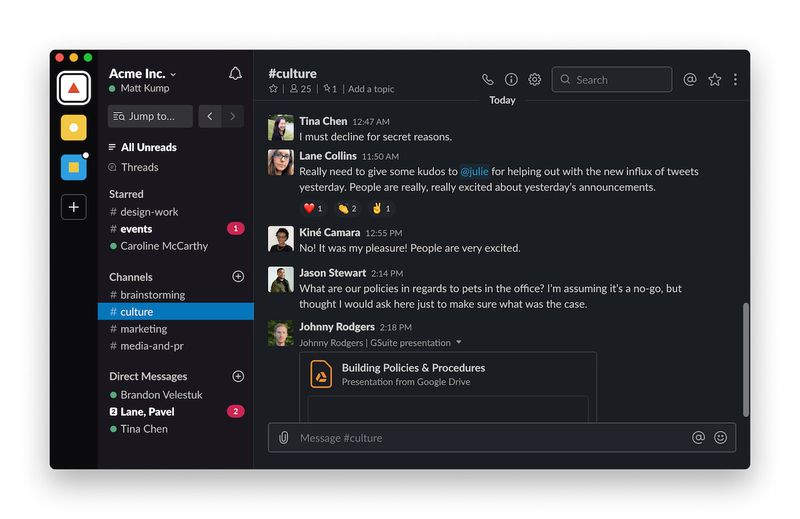 Acme Inc.
Matt Kump
Jump to...
All Unreads
Threads
Starred
# design-work
# events 1
Caroline McCarthy
Channels
# brainstorming
# culture
# marketing
# media-and-pr
Direct Messages
Brandon Velestuk
2 Lane, Pavel 2
Tina Chen
#culture
25 | 1 | Add a topic
Search
Today
Tina Chen 12:47 AM
I must decline for secret reasons.
Lane Collins 11:50 AM
Really need to give some kudos to @julie for helping out with the new influx of tweets
yesterday. People are really, really excited about yesterday's announcements.
1 2 1
Kiné Camara 12:55 PM
No! It was my pleasure! People are very excited.
Jason Stewart 2:14 PM
What are our policies in regards to pets in the office? I'm assuming it's a no-go, but
thought I would ask here just to make sure what was the case.
Johnny Rodgers 2:18 PM
Johnny Rodgers | GSuite presentation
Building Policies & Procedures
Presentation from Google Drive
Message #culture